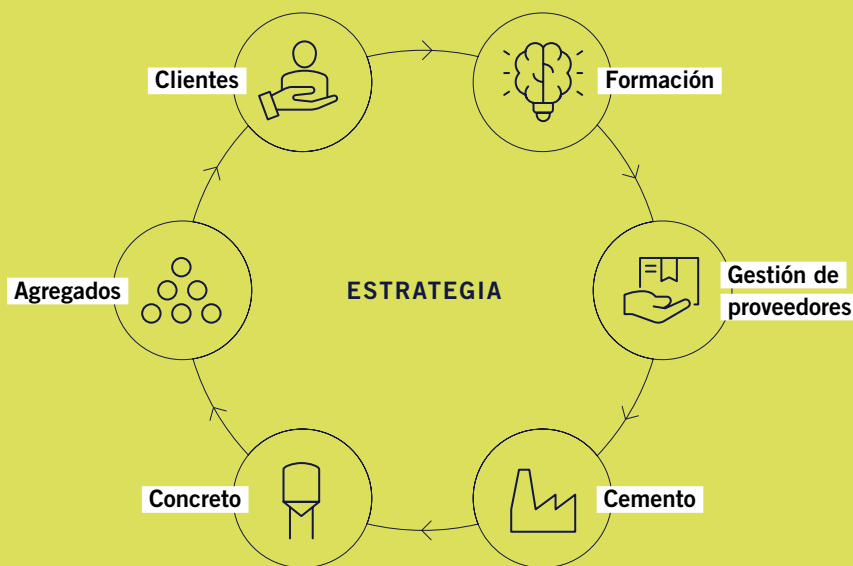 Clientes
Formación
Agregados
ESTRATEGIA
Gestión de
proveedores
Concreto
Cemento